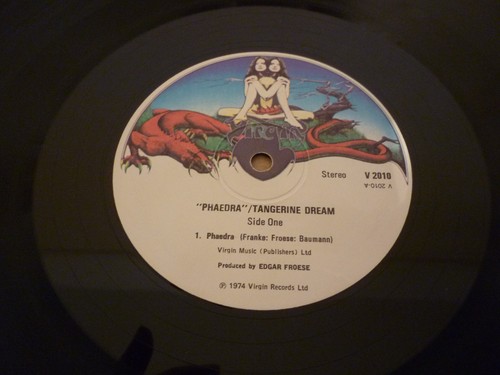 Virgin
Stereo V 2010
V 2010-A
"PHAEDRA"/TANGERINE DREAM
Side One
1. Phaedra (Franke: Froese: Baumann)
Virgin Music (Publishers) Ltd
Produced by EDGAR FROESE
℗ 1974 Virgin Records Ltd